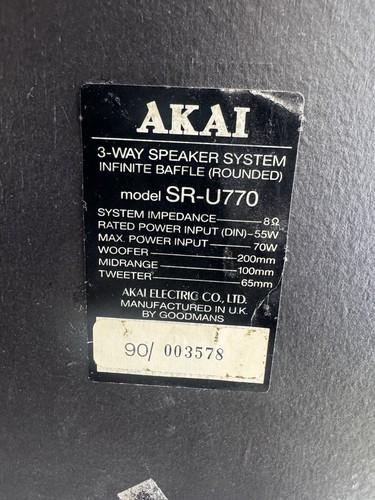 AKAI
3-WAY SPEAKER SYSTEM
INFINITE BAFFLE (ROUNDED)
model SR-U770
SYSTEM IMPEDANCE — 8Ω
RATED POWER INPUT (DIN) - 55W
MAX. POWER INPUT — 70W
WOOFER — 200mm
MIDRANGE — 100mm
TWEETER — 65mm
AKAI ELECTRIC CO., LTD.
MANUFACTURED IN U.K.
BY GOODMANS
90/ 003578